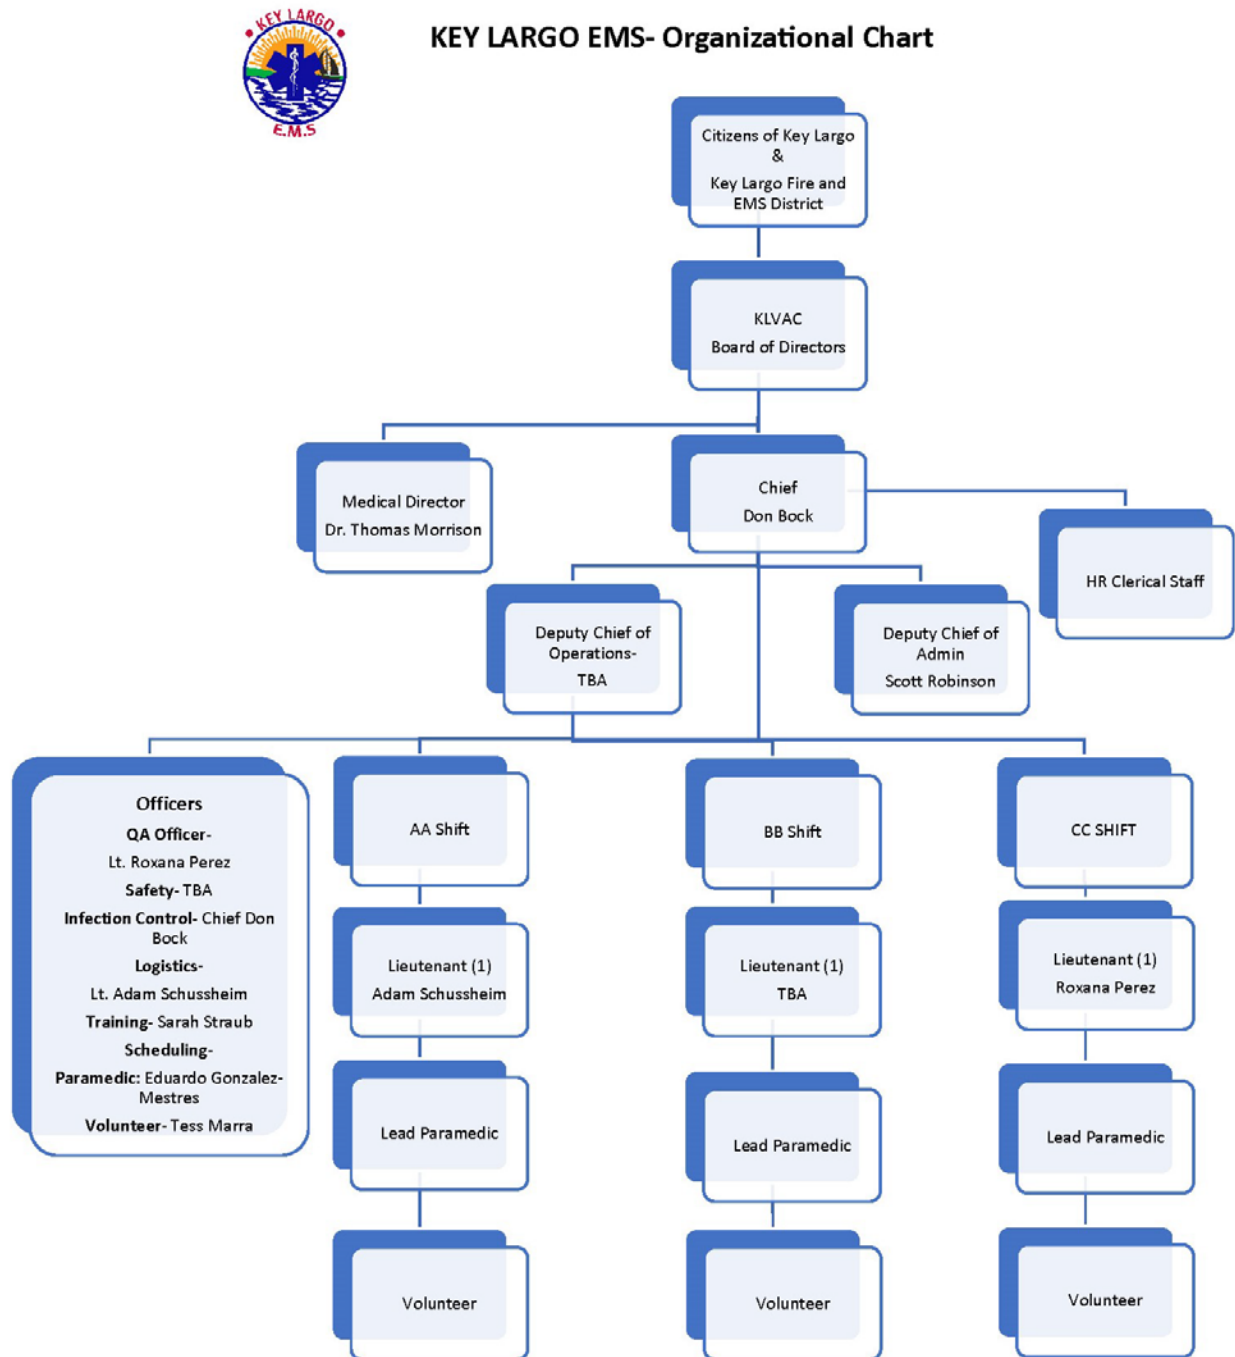 KEY LARGO
E.M.S
KEY LARGO EMS- Organizational Chart
Citizens of Key Largo
&
Key Largo Fire and
EMS District
KLVAC
Board of Directors
Medical Director
Dr. Thomas Morrison
Chief
Don Bock
HR Clerical Staff
Deputy Chief of
Operations-
TBA
Deputy Chief of
Admin
Scott Robinson
Officers
QA Officer-
Lt. Roxana Perez
Safety- TBA
Infection Control- Chief Don
Bock
Logistics-
Lt. Adam Schussheim
Training- Sarah Straub
Scheduling-
Paramedic: Eduardo Gonzalez-
Mestres
Volunteer- Tess Marra
AA Shift
Lieutenant (1)
Adam Schussheim
Lead Paramedic
Volunteer
BB Shift
Lieutenant (1)
TBA
Lead Paramedic
Volunteer
CC SHIFT
Lieutenant (1)
Roxana Perez
Lead Paramedic
Volunteer